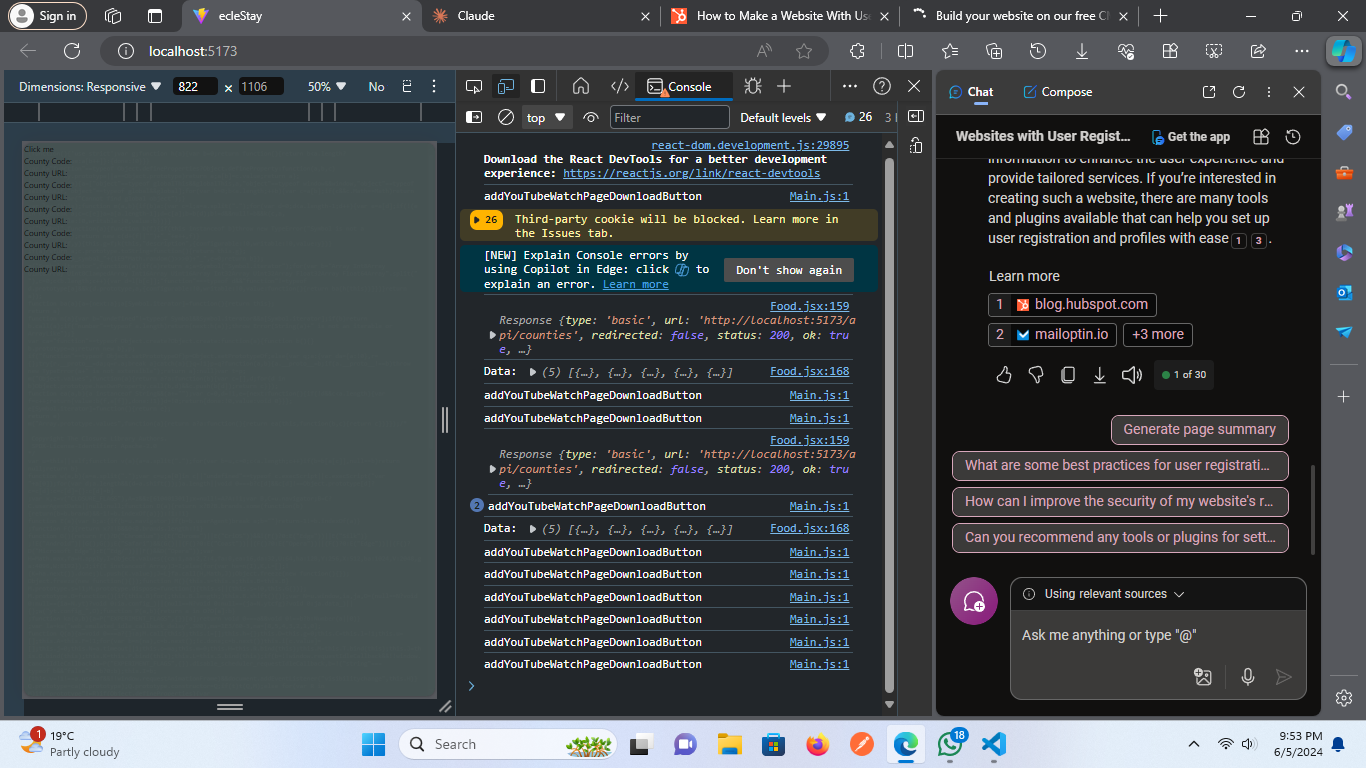 Sign in
ecleStay
Claude
How to Make a Website With Use
Build your website on our free C
localhost:5173
Dimensions: Responsive
822
x
1106
50%
No
Console
top
Filter
Default levels
26
3
Click me
County Code:
County URL:
County Code:
County URL:
County Code:
County URL:
County Code:
County URL:
County Code:
County URL:
react-dom.development.js:29895
Download the React DevTools for a better development
experience: https://reactjs.org/link/react-devtools
addYouTubeWatchPageDownloadButton Main.js:1
26 Third-party cookie will be blocked. Learn more in
the Issues tab.
[NEW] Explain Console errors by
using Copilot in Edge: click to
explain an error. Learn more
Don't show again
Food.jsx:159
Response {type: 'basic', url: 'http://localhost:5173/a
pi/counties', redirected: false, status: 200, ok: tru
e, …}
Data: (5) [{…}, {…}, {…}, {…}, {…}] Food.jsx:168
addYouTubeWatchPageDownloadButton Main.js:1
addYouTubeWatchPageDownloadButton Main.js:1
Food.jsx:159
Response {type: 'basic', url: 'http://localhost:5173/a
pi/counties', redirected: false, status: 200, ok: tru
e, …}
2 addYouTubeWatchPageDownloadButton Main.js:1
Data: (5) [{…}, {…}, {…}, {…}, {…}] Food.jsx:168
addYouTubeWatchPageDownloadButton Main.js:1
addYouTubeWatchPageDownloadButton Main.js:1
addYouTubeWatchPageDownloadButton Main.js:1
addYouTubeWatchPageDownloadButton Main.js:1
addYouTubeWatchPageDownloadButton Main.js:1
addYouTubeWatchPageDownloadButton Main.js:1
Chat
Compose
Websites with User Regist...
Get the app
information to enhance the user experience and
provide tailored services. If you're interested in
creating such a website, there are many tools
and plugins available that can help you set up
user registration and profiles with ease 1 3 .
Learn more
1 blog.hubspot.com
2 mailoptin.io
+3 more
1 of 30
Generate page summary
What are some best practices for user registrati...
How can I improve the security of my website's r...
Can you recommend any tools or plugins for sett...
Using relevant sources
Ask me anything or type "@"
1
19°C
Partly cloudy
Search
18
9:53 PM
6/5/2024